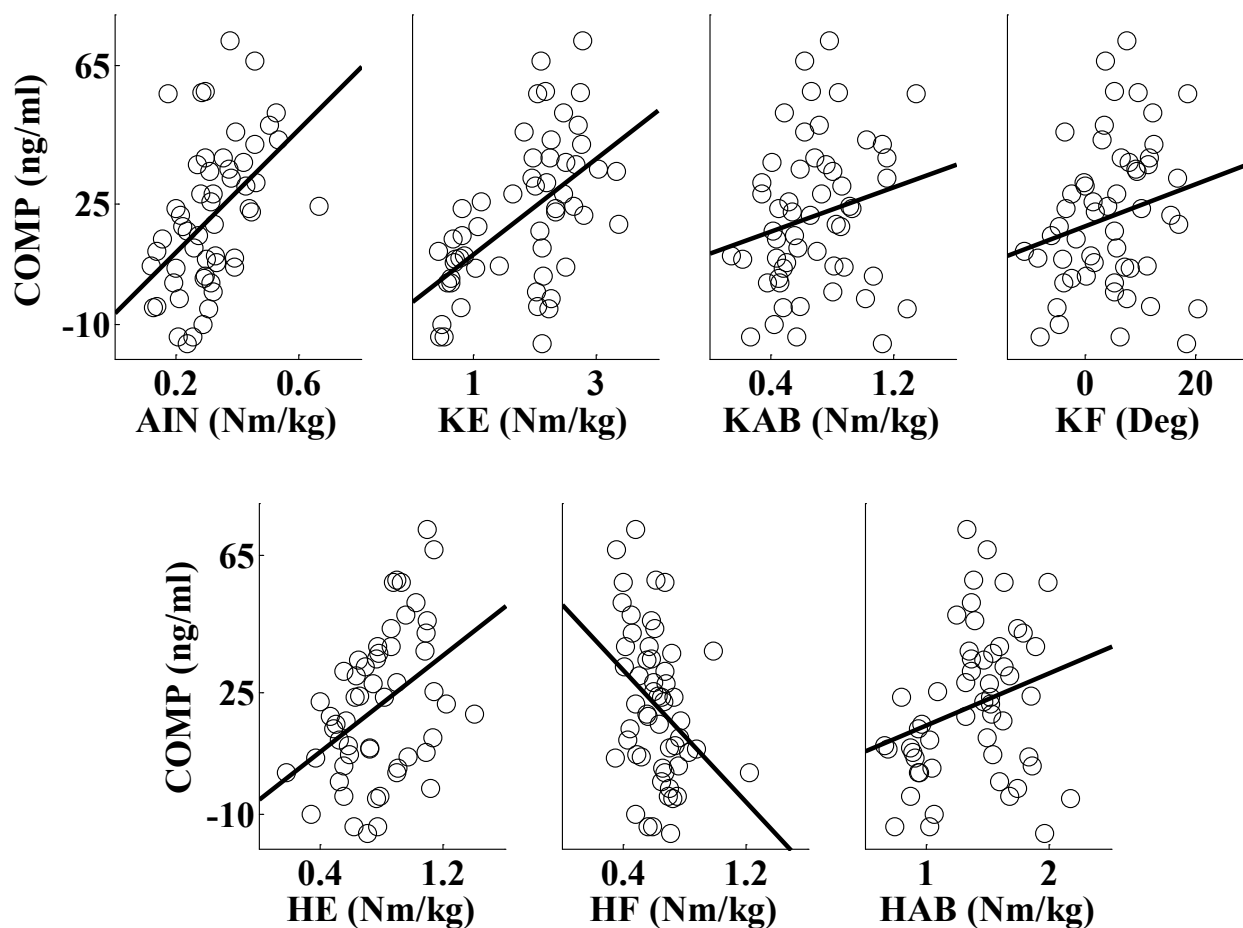 COMP (ng/ml)
65
25
-10
0.2 0.6
AIN (Nm/kg)
1 3
KE (Nm/kg)
0.4 1.2
KAB (Nm/kg)
0 20
KF (Deg)
COMP (ng/ml)
65
25
-10
0.4 1.2
HE (Nm/kg)
0.4 1.2
HF (Nm/kg)
1 2
HAB (Nm/kg)